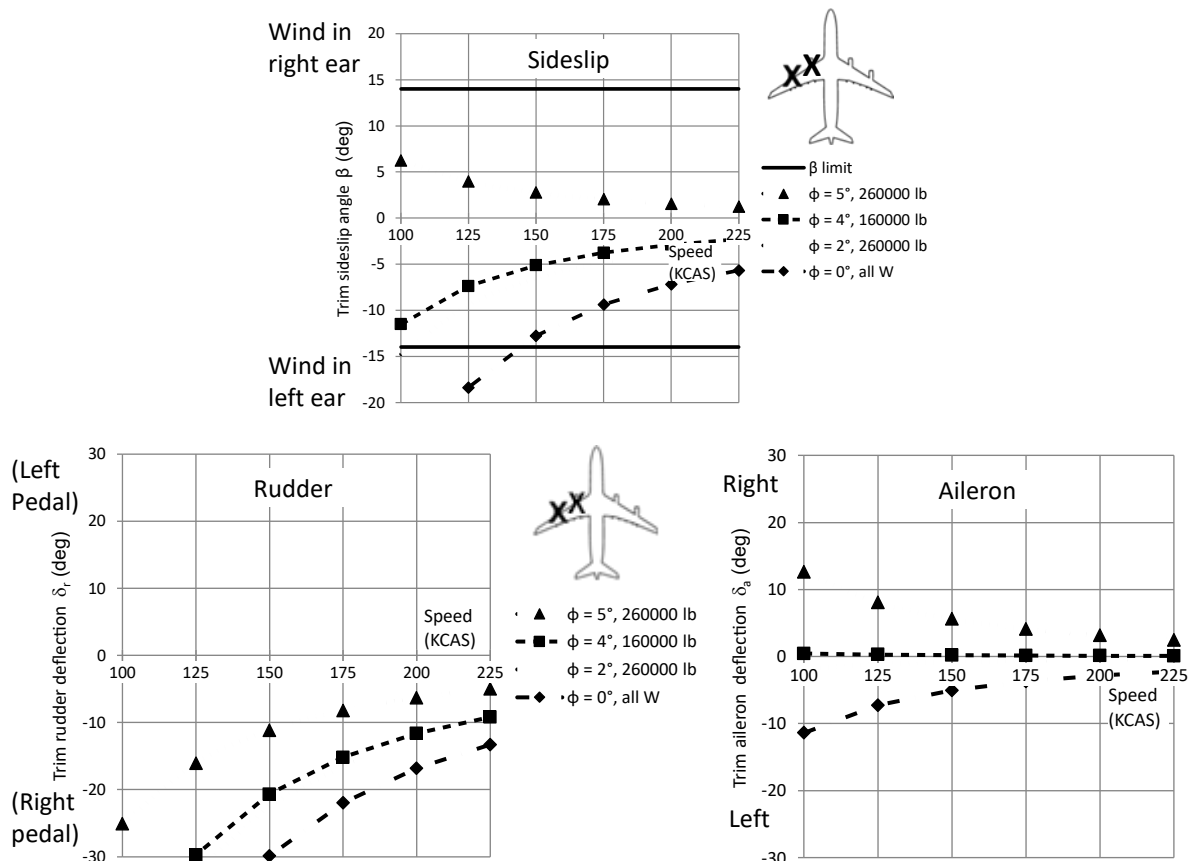 Wind in
right ear
Sideslip
Trim sideslip angle β (deg)
20
15
10
5
0
-5
-10
-15
-20
100 125 150 175 200 225
Speed
(KCAS)
Wind in
left ear
X X
β limit
ϕ = 5°, 260000 lb
ϕ = 4°, 160000 lb
ϕ = 2°, 260000 lb
ϕ = 0°, all W
(Left
Pedal)
Rudder
Trim rudder deflection δr (deg)
30
20
10
0
-10
-20
-30
100 125 150 175 200 225
Speed
(KCAS)
(Right
pedal)
X X
ϕ = 5°, 260000 lb
ϕ = 4°, 160000 lb
ϕ = 2°, 260000 lb
ϕ = 0°, all W
Right
Aileron
Trim aileron deflection δa (deg)
30
20
10
0
-10
-20
-30
100 125 150 175 200 225
Speed
(KCAS)
Left